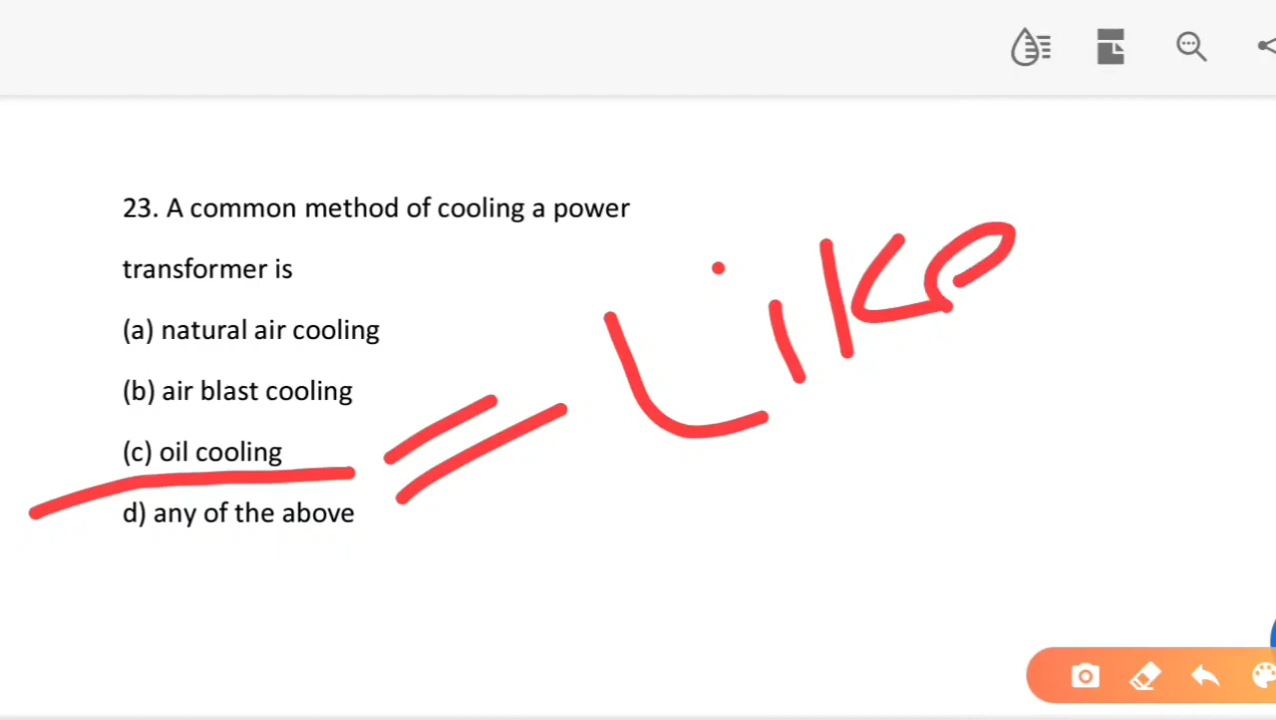 23. A common method of cooling a power
transformer is
(a) natural air cooling
(b) air blast cooling
(c) oil cooling
d) any of the above
Like